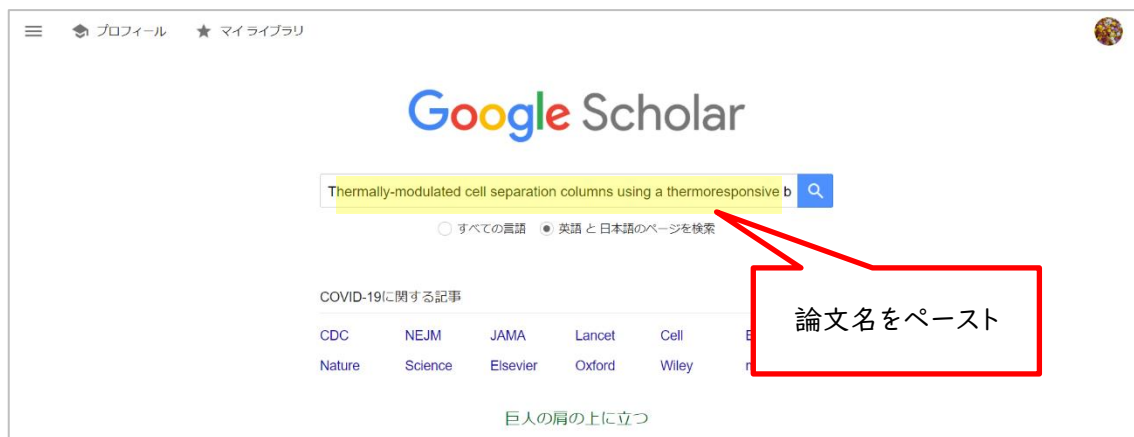 プロフィール マイ ライブラリ
Google Scholar
Thermally-modulated cell separation columns using a thermoresponsive b
すべての言語 英語 と 日本語のページを検索
COVID-19に関する記事
論文名をペースト
CDC NEJM JAMA Lancet Cell
Nature Science Elsevier Oxford Wiley
巨人の肩の上に立つ